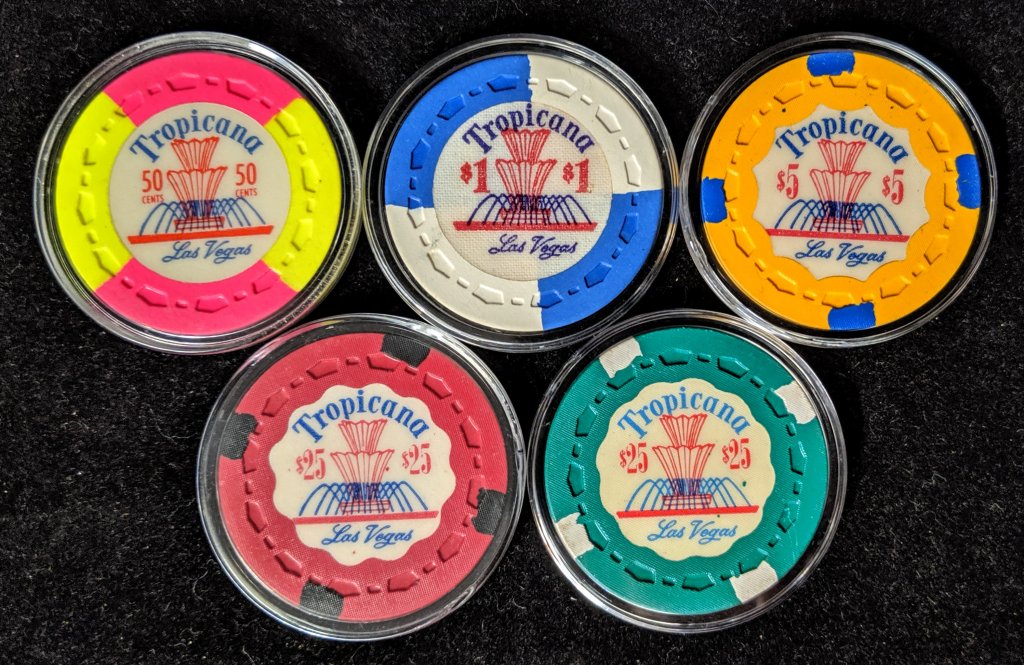 Tropicana
50 CENTS 50 CENTS
Las Vegas
Tropicana
$1 $1
Las Vegas
Tropicana
$5 $5
Las Vegas
Tropicana
$25 $25
Las Vegas
Tropicana
$25 $25
Las Vegas